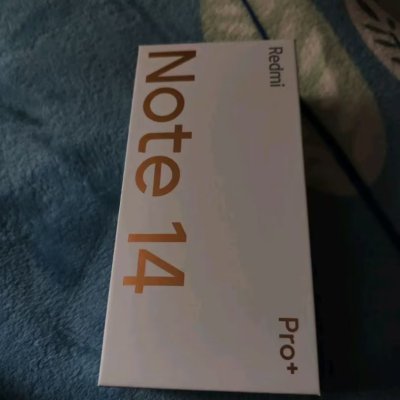 Redmi
Note 14
Pro+